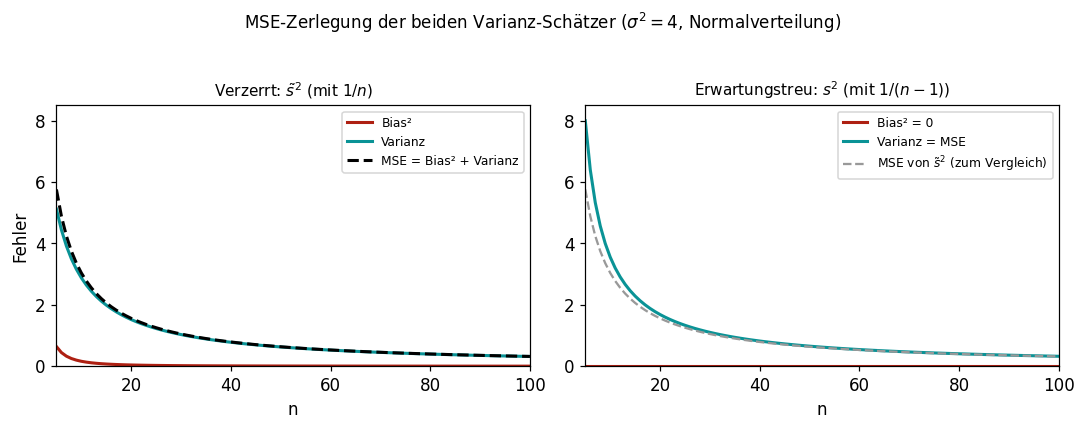 MSE-Zerlegung der beiden Varianz-Schätzer (σ² = 4, Normalverteilung)
Verzerrt: s̃² (mit 1/n)
Fehler
8
6
4
2
0
20
40
60
80
100
n
Bias²
Varianz
MSE = Bias² + Varianz
Erwartungstreu: s² (mit 1/(n − 1))
8
6
4
2
0
20
40
60
80
100
n
Bias² = 0
Varianz = MSE
MSE von s̃² (zum Vergleich)